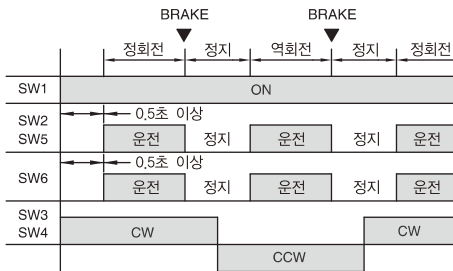 BRAKE BRAKE
정회전 정지 역회전 정지 정회전
SW1 ON
0.5초 이상
SW2
SW5 운전 정지 운전 정지 운전
0.5초 이상
SW6 운전 정지 운전 정지 운전
SW3
SW4 CW CW
CCW